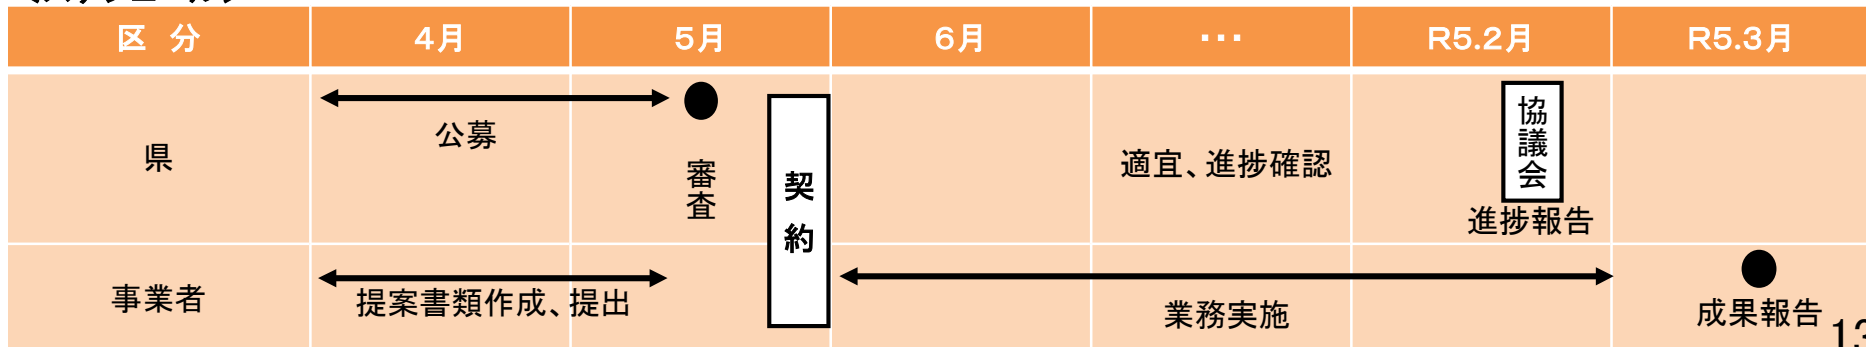 区 分 4月 5月 6月 ・・・ R5.2月 R5.3月
県
公募
審査
契約
適宜、進捗確認
協議会
進捗報告
事業者
提案書類作成、提出
業務実施
成果報告
13